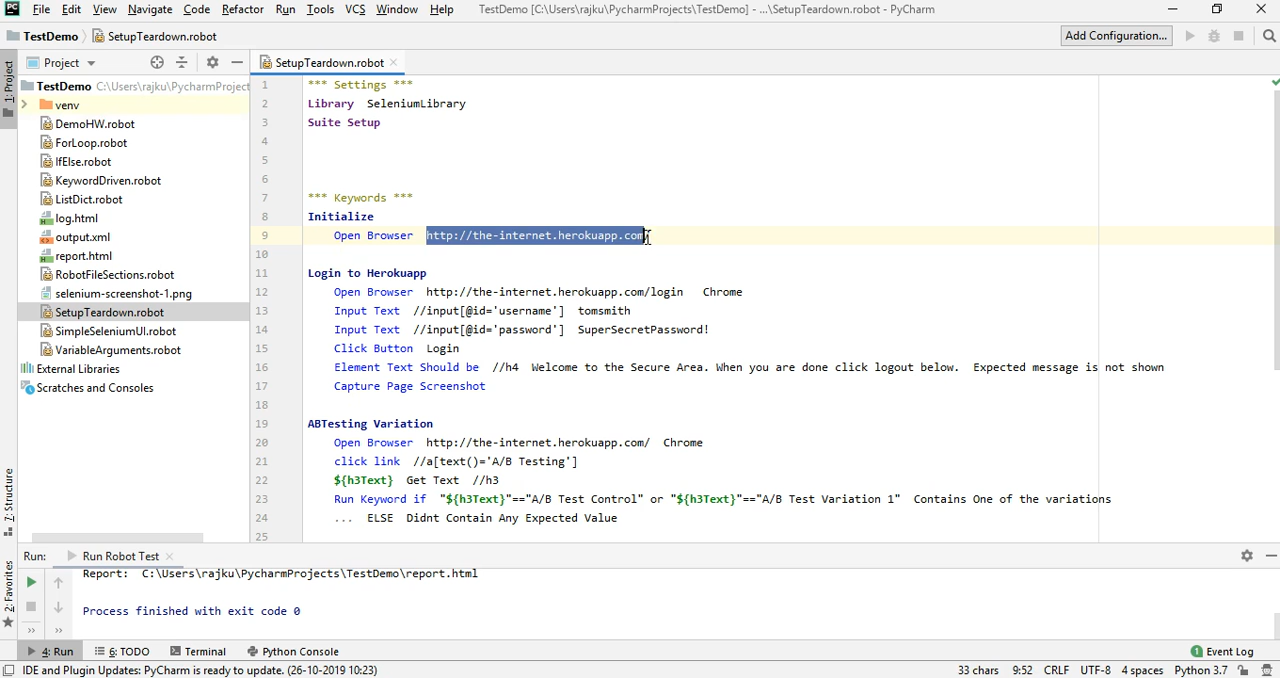 File Edit View Navigate Code Refactor Run Tools VCS Window Help TestDemo [C:\Users\rajku\PycharmProjects\TestDemo] - ...\SetupTeardown.robot - PyCharm
TestDemo SetupTeardown.robot Add Configuration...
1: Project
Project
SetupTeardown.robot
TestDemo C:\Users\rajku\PycharmProject
venv
DemoHW.robot
ForLoop.robot
IfElse.robot
KeywordDriven.robot
ListDict.robot
log.html
output.xml
report.html
RobotFileSections.robot
selenium-screenshot-1.png
SetupTeardown.robot
SimpleSeleniumUI.robot
VariableArguments.robot
External Libraries
Scratches and Consoles
1 *** Settings ***
2 Library SeleniumLibrary
3 Suite Setup
4
5
6
7 *** Keywords ***
8 Initialize
9 Open Browser http://the-internet.herokuapp.com/
10
11 Login to Herokuapp
12 Open Browser http://the-internet.herokuapp.com/login Chrome
13 Input Text //input[@id='username'] tomsmith
14 Input Text //input[@id='password'] SuperSecretPassword!
15 Click Button Login
16 Element Text Should be //h4 Welcome to the Secure Area. When you are done click logout below. Expected message is not shown
17 Capture Page Screenshot
18
19 ABTesting Variation
20 Open Browser http://the-internet.herokuapp.com/ Chrome
21 click link //a[text()='A/B Testing']
22 ${h3Text} Get Text //h3
23 Run Keyword if "${h3Text}"=="A/B Test Control" or "${h3Text}"=="A/B Test Variation 1" Contains One of the variations
24 ... ELSE Didnt Contain Any Expected Value
25
7: Structure
2: Favorites
Run: Run Robot Test
Report: C:\Users\rajku\PycharmProjects\TestDemo\report.html
Process finished with exit code 0
4: Run 6: TODO Terminal Python Console 1 Event Log
IDE and Plugin Updates: PyCharm is ready to update. (26-10-2019 10:23) 33 chars 9:52 CRLF UTF-8 4 spaces Python 3.7